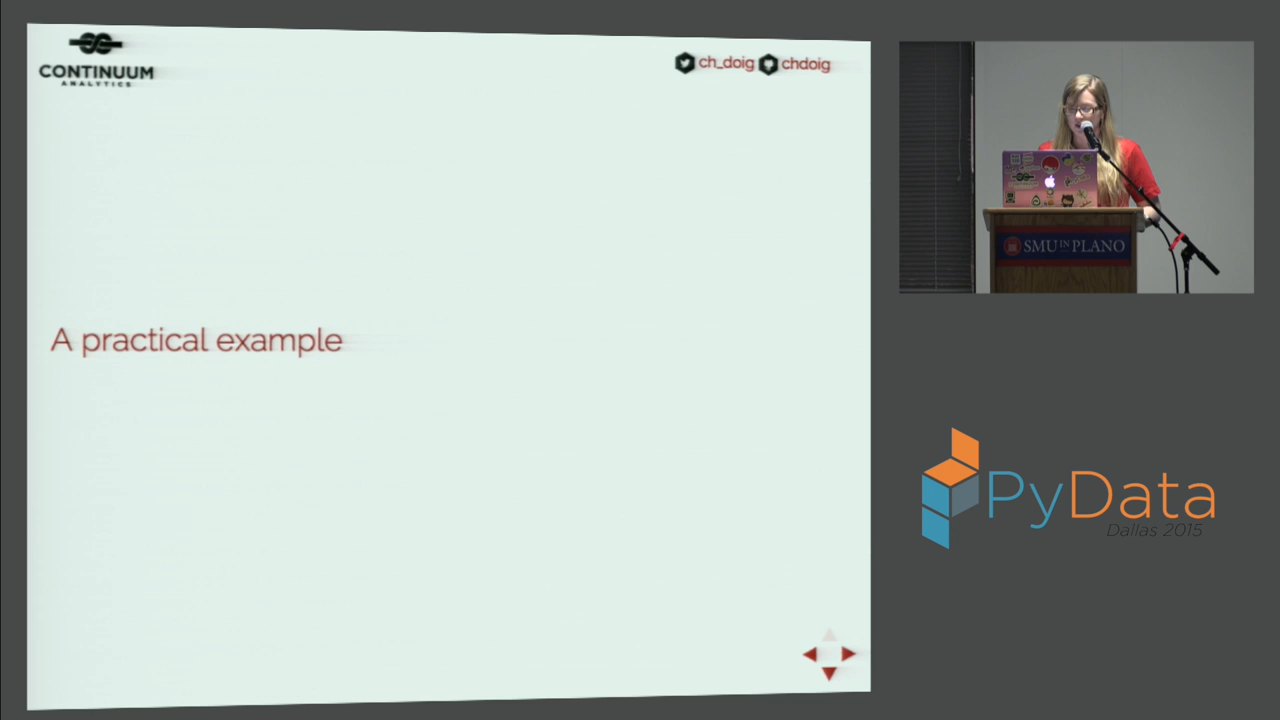 CONTINUUM
ANALYTICS
ch_doig chdoig
A practical example
SMU IN PLANO
PyData
Dallas 2015